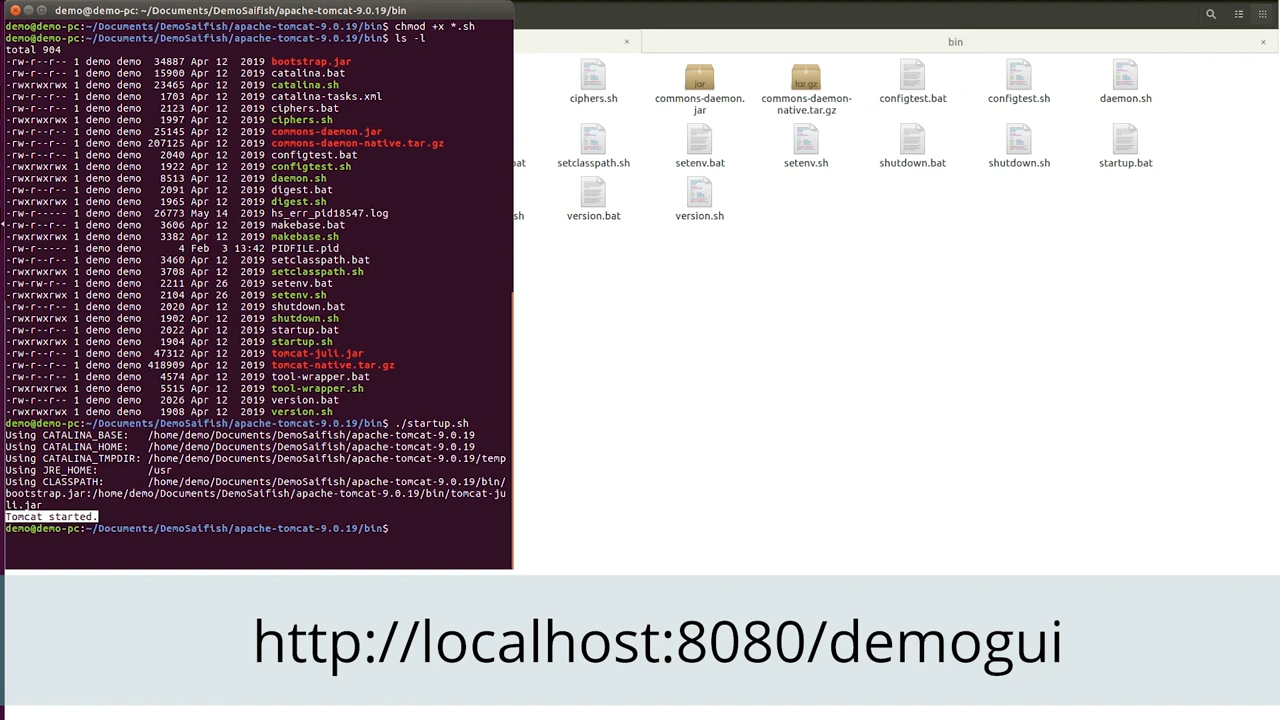 demo@demo-pc: ~/Documents/DemoSaifish/apache-tomcat-9.0.19/bin
demo@demo-pc:~/Documents/DemoSaifish/apache-tomcat-9.0.19/bin$ chmod +x *.sh
demo@demo-pc:~/Documents/DemoSaifish/apache-tomcat-9.0.19/bin$ ls -l
total 904
-rw-r--r-- 1 demo demo  34887 Apr 12  2019 bootstrap.jar
-rw-r--r-- 1 demo demo  15900 Apr 12  2019 catalina.bat
-rwxrwxrwx 1 demo demo  23465 Apr 12  2019 catalina.sh
-rw-r--r-- 1 demo demo   1703 Apr 12  2019 catalina-tasks.xml
-rw-r--r-- 1 demo demo   2123 Apr 12  2019 ciphers.bat
-rwxrwxrwx 1 demo demo   1997 Apr 12  2019 ciphers.sh
-rw-r--r-- 1 demo demo  25145 Apr 12  2019 commons-daemon.jar
-rw-r--r-- 1 demo demo 207125 Apr 12  2019 commons-daemon-native.tar.gz
-rw-r--r-- 1 demo demo   2040 Apr 12  2019 configtest.bat
-rwxrwxrwx 1 demo demo   1922 Apr 12  2019 configtest.sh
-rwxrwxrwx 1 demo demo   8513 Apr 12  2019 daemon.sh
-rw-r--r-- 1 demo demo   2091 Apr 12  2019 digest.bat
-rwxrwxrwx 1 demo demo   1965 Apr 12  2019 digest.sh
-rw-r----- 1 demo demo  26773 May 14  2019 hs_err_pid18547.log
-rw-r--r-- 1 demo demo   3606 Apr 12  2019 makebase.bat
-rwxrwxrwx 1 demo demo   3382 Apr 12  2019 makebase.sh
-rw-r----- 1 demo demo      4 Feb  3 13:42 PIDFILE.pid
-rw-r--r-- 1 demo demo   3460 Apr 12  2019 setclasspath.bat
-rwxrwxrwx 1 demo demo   3708 Apr 12  2019 setclasspath.sh
-rw-r--r-- 1 demo demo   2211 Apr 26  2019 setenv.bat
-rwxrwxrwx 1 demo demo   2104 Apr 26  2019 setenv.sh
-rw-r--r-- 1 demo demo   2020 Apr 12  2019 shutdown.bat
-rwxrwxrwx 1 demo demo   1902 Apr 12  2019 shutdown.sh
-rw-r--r-- 1 demo demo   2022 Apr 12  2019 startup.bat
-rwxrwxrwx 1 demo demo   1904 Apr 12  2019 startup.sh
-rw-r--r-- 1 demo demo  47312 Apr 12  2019 tomcat-juli.jar
-rw-r--r-- 1 demo demo 418909 Apr 12  2019 tomcat-native.tar.gz
-rw-r--r-- 1 demo demo   4574 Apr 12  2019 tool-wrapper.bat
-rwxrwxrwx 1 demo demo   5515 Apr 12  2019 tool-wrapper.sh
-rw-r--r-- 1 demo demo   2026 Apr 12  2019 version.bat
-rwxrwxrwx 1 demo demo   1908 Apr 12  2019 version.sh
demo@demo-pc:~/Documents/DemoSaifish/apache-tomcat-9.0.19/bin$ ./startup.sh
Using CATALINA_BASE:   /home/demo/Documents/DemoSaifish/apache-tomcat-9.0.19
Using CATALINA_HOME:   /home/demo/Documents/DemoSaifish/apache-tomcat-9.0.19
Using CATALINA_TMPDIR: /home/demo/Documents/DemoSaifish/apache-tomcat-9.0.19/temp
Using JRE_HOME:        /usr
Using CLASSPATH:       /home/demo/Documents/DemoSaifish/apache-tomcat-9.0.19/bin/
bootstrap.jar:/home/demo/Documents/DemoSaifish/apache-tomcat-9.0.19/bin/tomcat-ju
li.jar
Tomcat started.
demo@demo-pc:~/Documents/DemoSaifish/apache-tomcat-9.0.19/bin$
bin
ciphers.sh
commons-daemon.
jar
commons-daemon-
native.tar.gz
configtest.bat
configtest.sh
daemon.sh
at
setclasspath.sh
setenv.bat
setenv.sh
shutdown.bat
shutdown.sh
startup.bat
sh
version.bat
version.sh
jar
tar.gz
http://localhost:8080/demogui